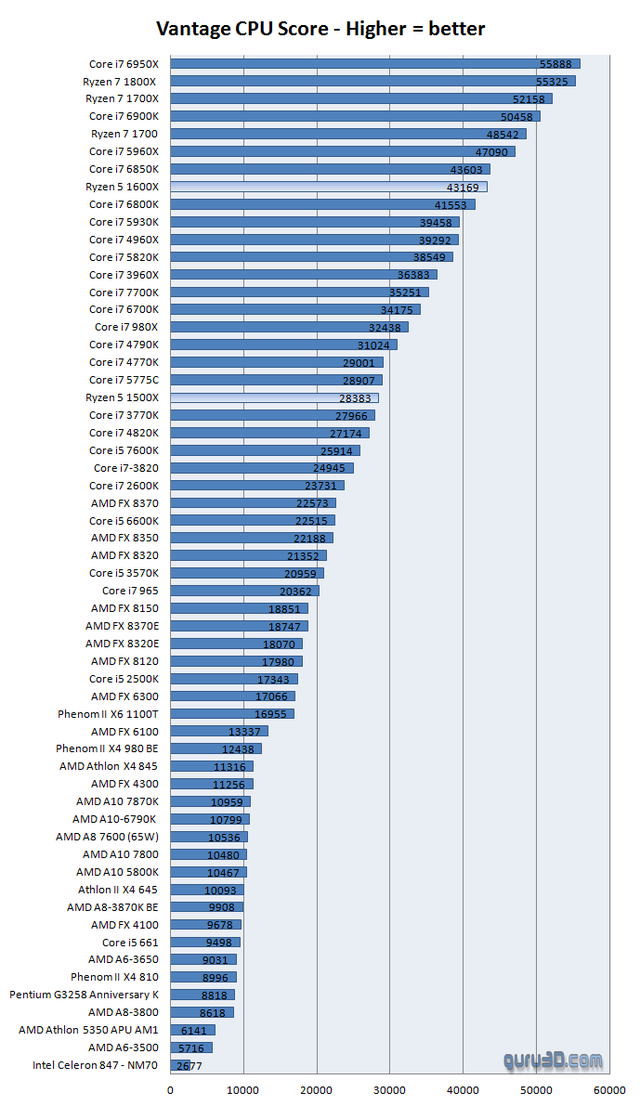 Vantage CPU Score - Higher = better
Core i7 6950X 55888
Ryzen 7 1800X 55325
Ryzen 7 1700X 52158
Core i7 6900K 50458
Ryzen 7 1700 48542
Core i7 5960X 47090
Core i7 6850K 43603
Ryzen 5 1600X 43169
Core i7 6800K 41553
Core i7 5930K 39458
Core i7 4960X 39292
Core i7 5820K 38549
Core i7 3960X 36383
Core i7 7700K 35251
Core i7 6700K 34175
Core i7 980X 32438
Core i7 4790K 31024
Core i7 4770K 29001
Core i7 5775C 28907
Ryzen 5 1500X 28383
Core i7 3770K 27966
Core i7 4820K 27174
Core i5 7600K 25914
Core i7-3820 24945
Core i7 2600K 23731
AMD FX 8370 22573
Core i5 6600K 22515
AMD FX 8350 22188
AMD FX 8320 21352
Core i5 3570K 20959
Core i7 965 20362
AMD FX 8150 18851
AMD FX 8370E 18747
AMD FX 8320E 18070
AMD FX 8120 17980
Core i5 2500K 17343
AMD FX 6300 17066
Phenom II X6 1100T 16955
AMD FX 6100 13337
Phenom II X4 980 BE 12438
AMD Athlon X4 845 11316
AMD FX 4300 11256
AMD A10 7870K 10959
AMD A10-6790K 10799
AMD A8 7600 (65W) 10536
AMD A10 7800 10480
AMD A10 5800K 10467
Athlon II X4 645 10093
AMD A8-3870K BE 9908
AMD FX 4100 9678
Core i5 661 9498
AMD A6-3650 9031
Phenom II X4 810 8996
Pentium G3258 Anniversary K 8818
AMD A8-3800 8618
AMD Athlon 5350 APU AM1 6141
AMD A6-3500 5716
Intel Celeron 847 - NM70 2677
guru3D.com
0 10000 20000 30000 40000 50000 60000